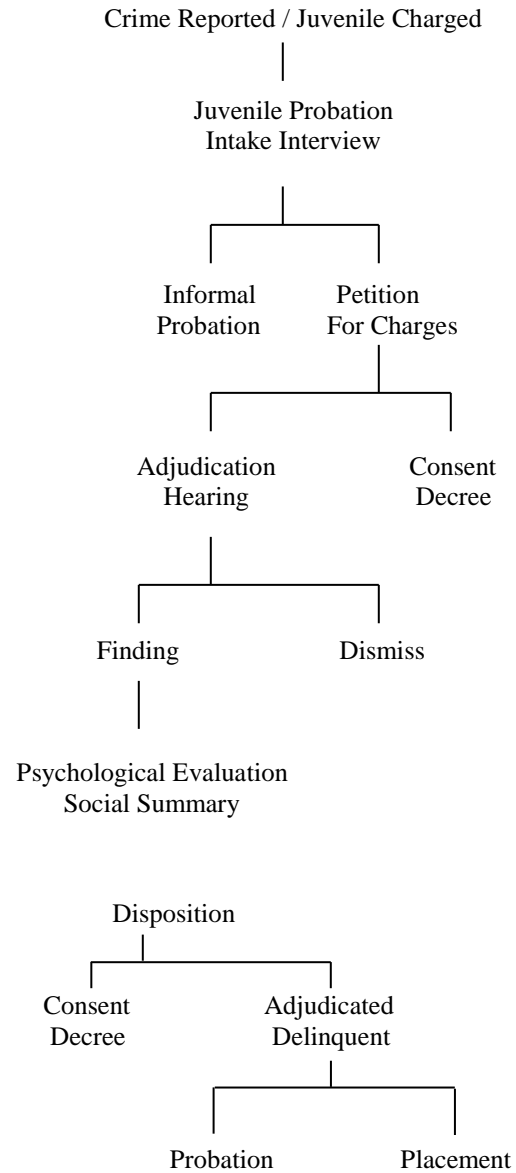 Crime Reported / Juvenile Charged
Juvenile Probation
Intake Interview
Informal
Probation
Petition
For Charges
Adjudication
Hearing
Consent
Decree
Finding
Dismiss
Psychological Evaluation
Social Summary
Disposition
Consent
Decree
Adjudicated
Delinquent
Probation
Placement